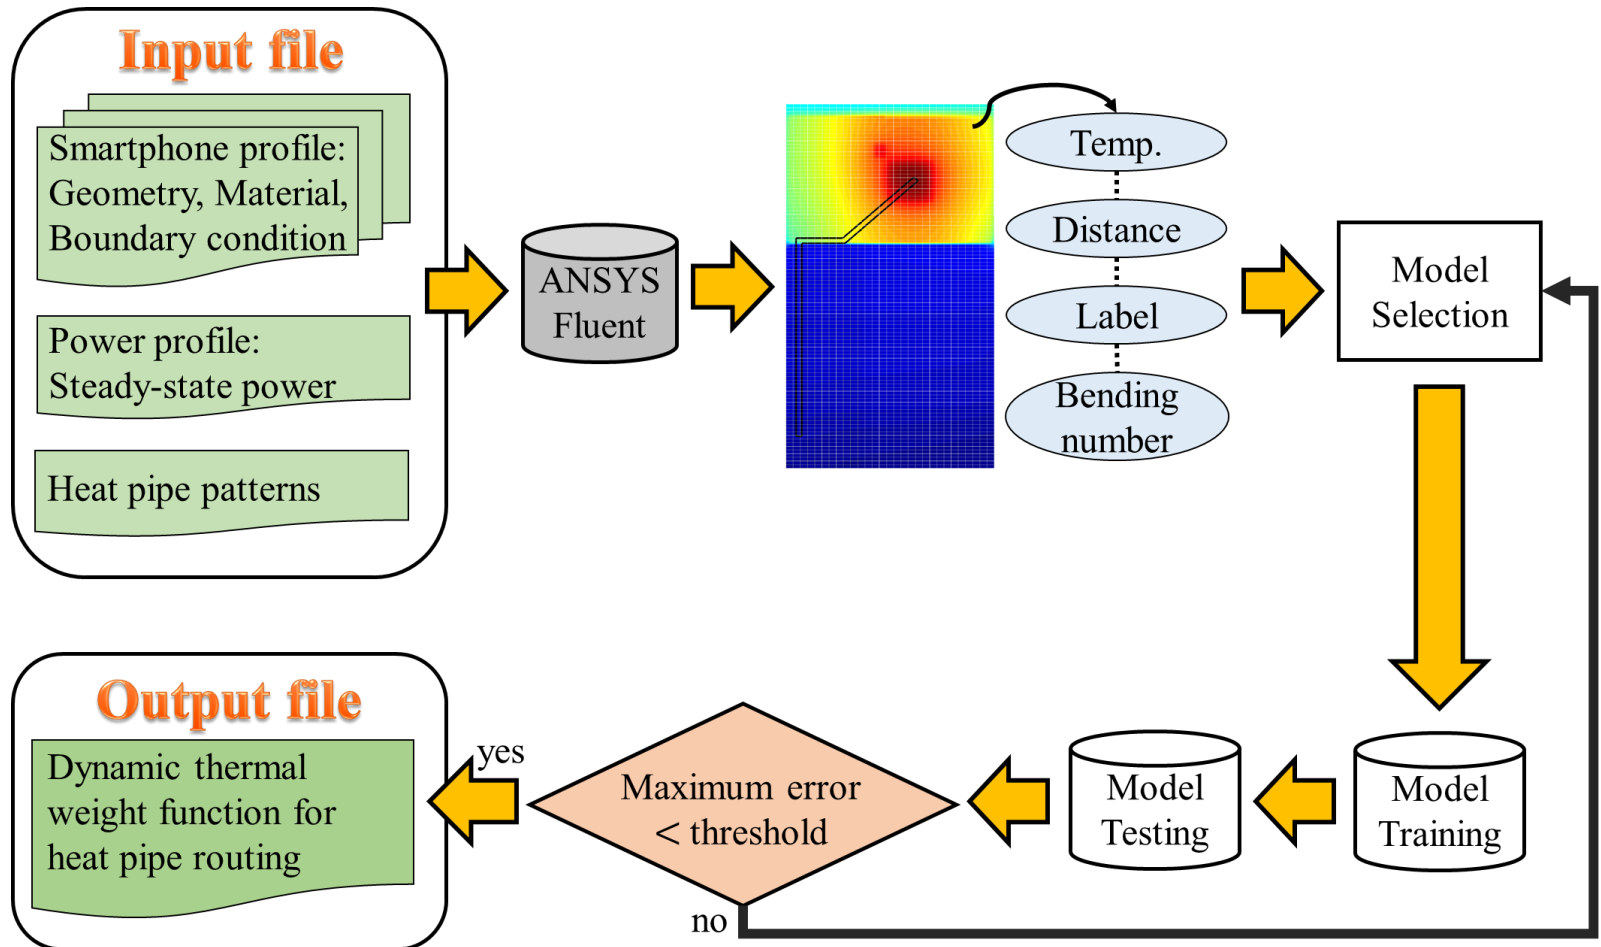 Input file
Smartphone profile:
Geometry, Material,
Boundary condition
Power profile:
Steady-state power
Heat pipe patterns
ANSYS
Fluent
Temp.
Distance
Label
Bending
number
Model
Selection
Model
Training
Model
Testing
Maximum error
< threshold
yes
no
Output file
Dynamic thermal
weight function for
heat pipe routing